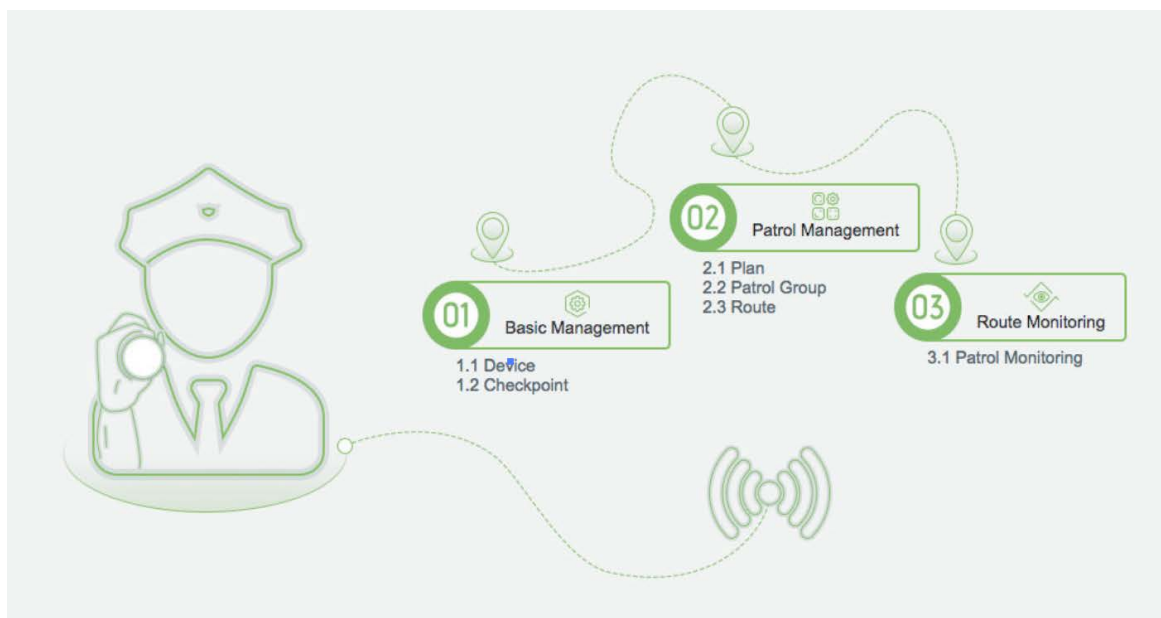 01
Basic Management
1.1 Device
1.2 Checkpoint
02
Patrol Management
2.1 Plan
2.2 Patrol Group
2.3 Route
03
Route Monitoring
3.1 Patrol Monitoring